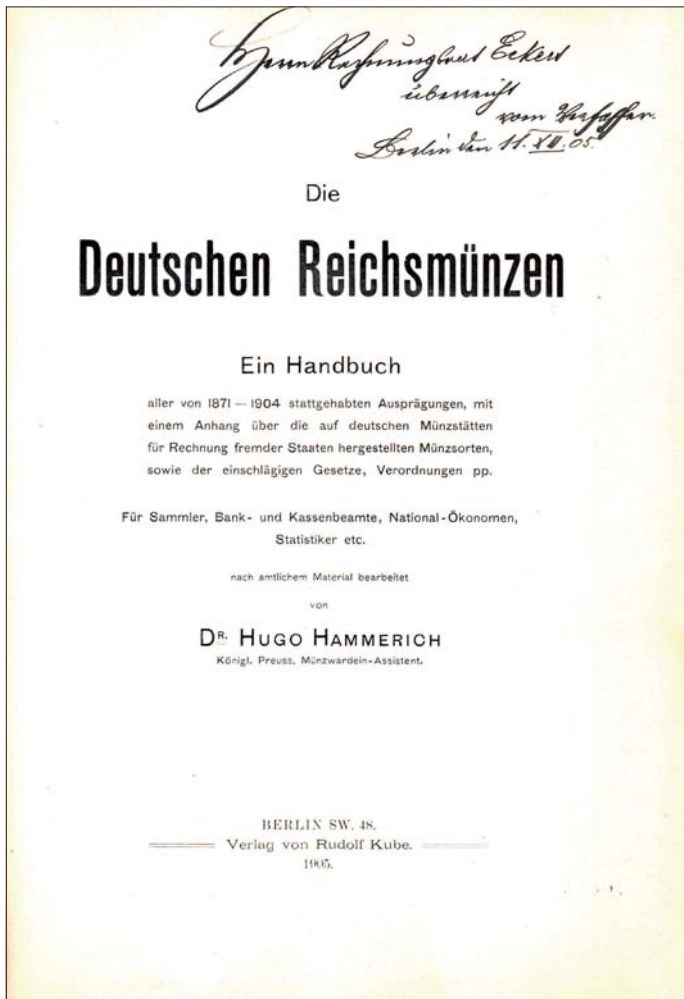 Herrn Rechnungsrat Eckert
überreicht
vom Verfasser.
Berlin den 11. XII. 05.
Die
Deutschen Reichsmünzen
Ein Handbuch
aller von 1871 — 1904 stattgehabten Ausprägungen, mit
einem Anhang über die auf deutschen Münzstätten
für Rechnung fremder Staaten hergestellten Münzsorten,
sowie der einschlägigen Gesetze, Verordnungen pp.
Für Sammler, Bank- und Kassenbeamte, National-Ökonomen,
Statistiker etc.
nach amtlichem Material bearbeitet
von
DR. HUGO HAMMERICH
Königl. Preuss. Münzwardein-Assistent.
BERLIN SW. 48.
Verlag von Rudolf Kube.
1905.